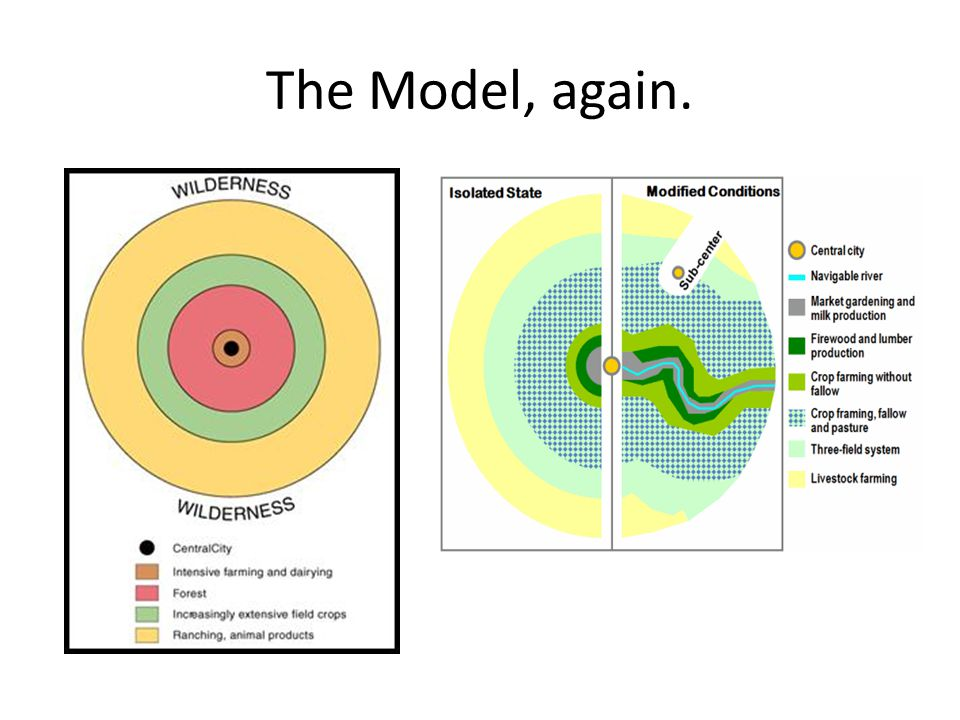 The Model, again.
WILDERNESS
WILDERNESS
CentralCity
Intensive farming and dairying
Forest
Increasingly extensive field crops
Ranching, animal products
Isolated State
Modified Conditions
Sub-center
Central city
Navigable river
Market gardening and
milk production
Firewood and lumber
production
Crop farming without
fallow
Crop framing, fallow
and pasture
Three-field system
Livestock farming